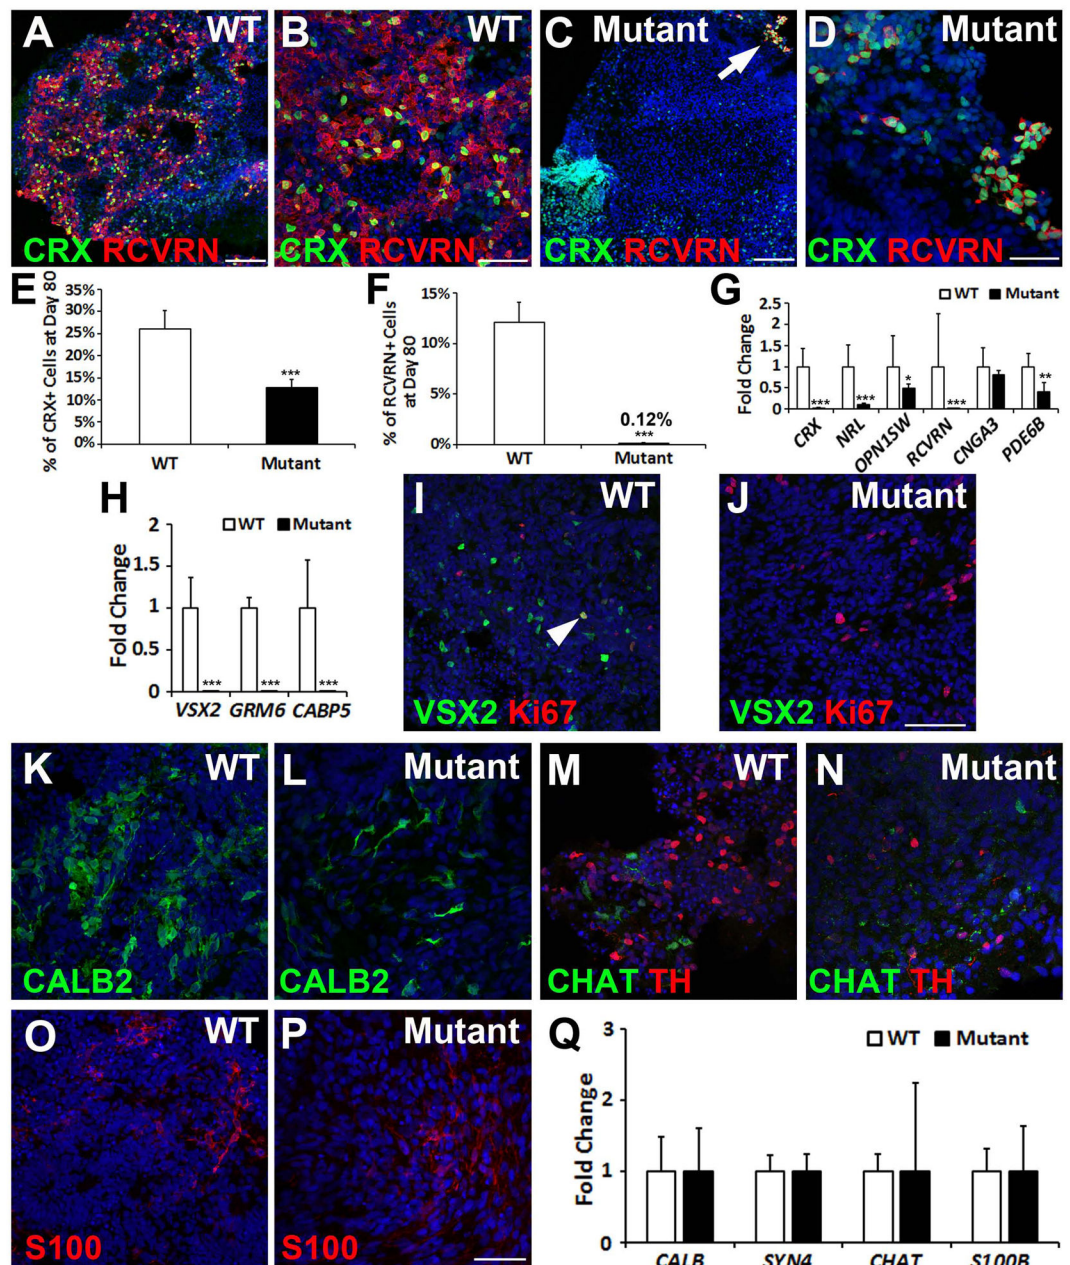 A WT
B WT
C Mutant
D Mutant
CRX RCVRN
CRX RCVRN
CRX RCVRN
CRX RCVRN
E
% of CRX+ Cells at Day 80
35%
30%
25%
20%
15%
10%
5%
0%
***
WT Mutant
F
% of RCVRN+ Cells
at Day 80
15%
10%
5%
0%
0.12%
***
WT Mutant
G
WT Mutant
Fold Change
2.5
2
1.5
1
0.5
0
*** *** * *** **
CRX NRL OPN1SW RCVRN CNGA3 PDE6B
H
WT Mutant
Fold Change
2
1.5
1
0.5
0
*** *** ***
VSX2 GRM6 CABP5
I WT
VSX2 Ki67
J Mutant
VSX2 Ki67
K WT
CALB2
L Mutant
CALB2
M WT
CHAT TH
N Mutant
CHAT TH
O WT
S100
P Mutant
S100
Q
WT Mutant
Fold Change
3
2
1
0
CALB SYN4 CHAT S100B